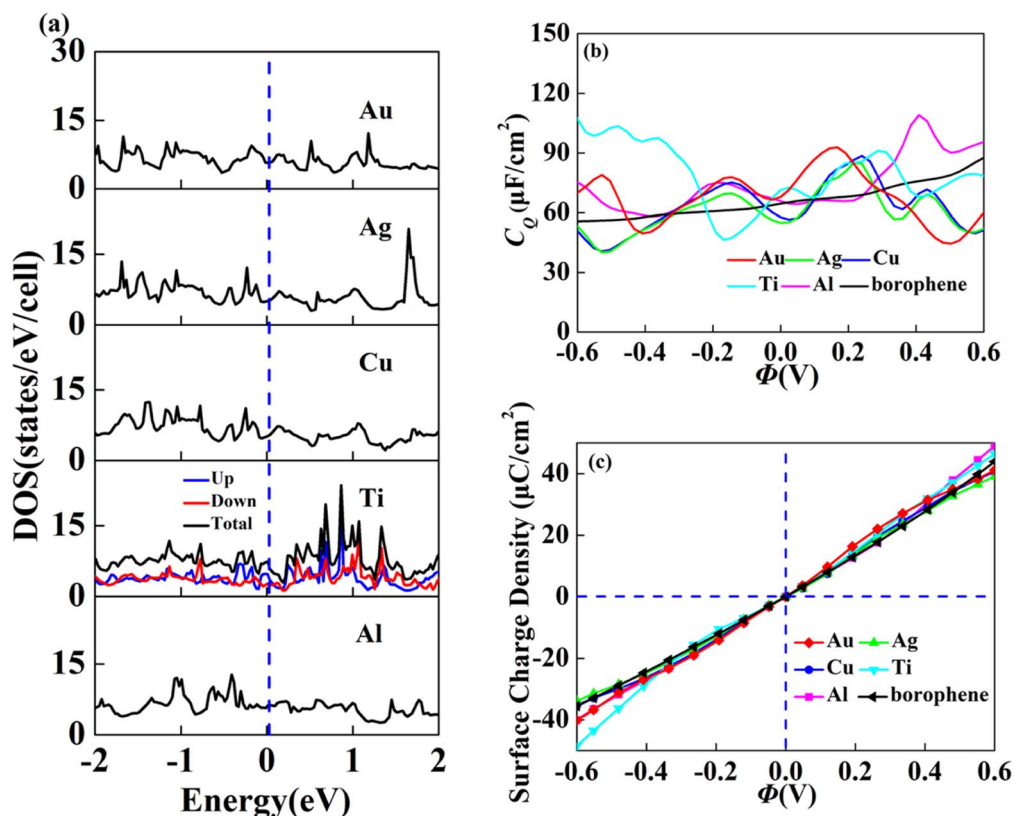 (a)
30
15
0
Au
15
0
Ag
15
0
Cu
15
0
Up
Down
Total
Ti
15
0
Al
-2 -1 0 1 2
Energy(eV)
DOS(states/eV/cell)
(b)
150
120
90
60
30
0
C_Q (μF/cm²)
Au Ag Cu
Ti Al borophene
-0.6 -0.4 -0.2 0.0 0.2 0.4 0.6
Φ(V)
(c)
40
20
0
-20
-40
Surface Charge Density (μC/cm²)
Au Ag
Cu Ti
Al borophene
-0.6 -0.4 -0.2 0.0 0.2 0.4 0.6
Φ(V)